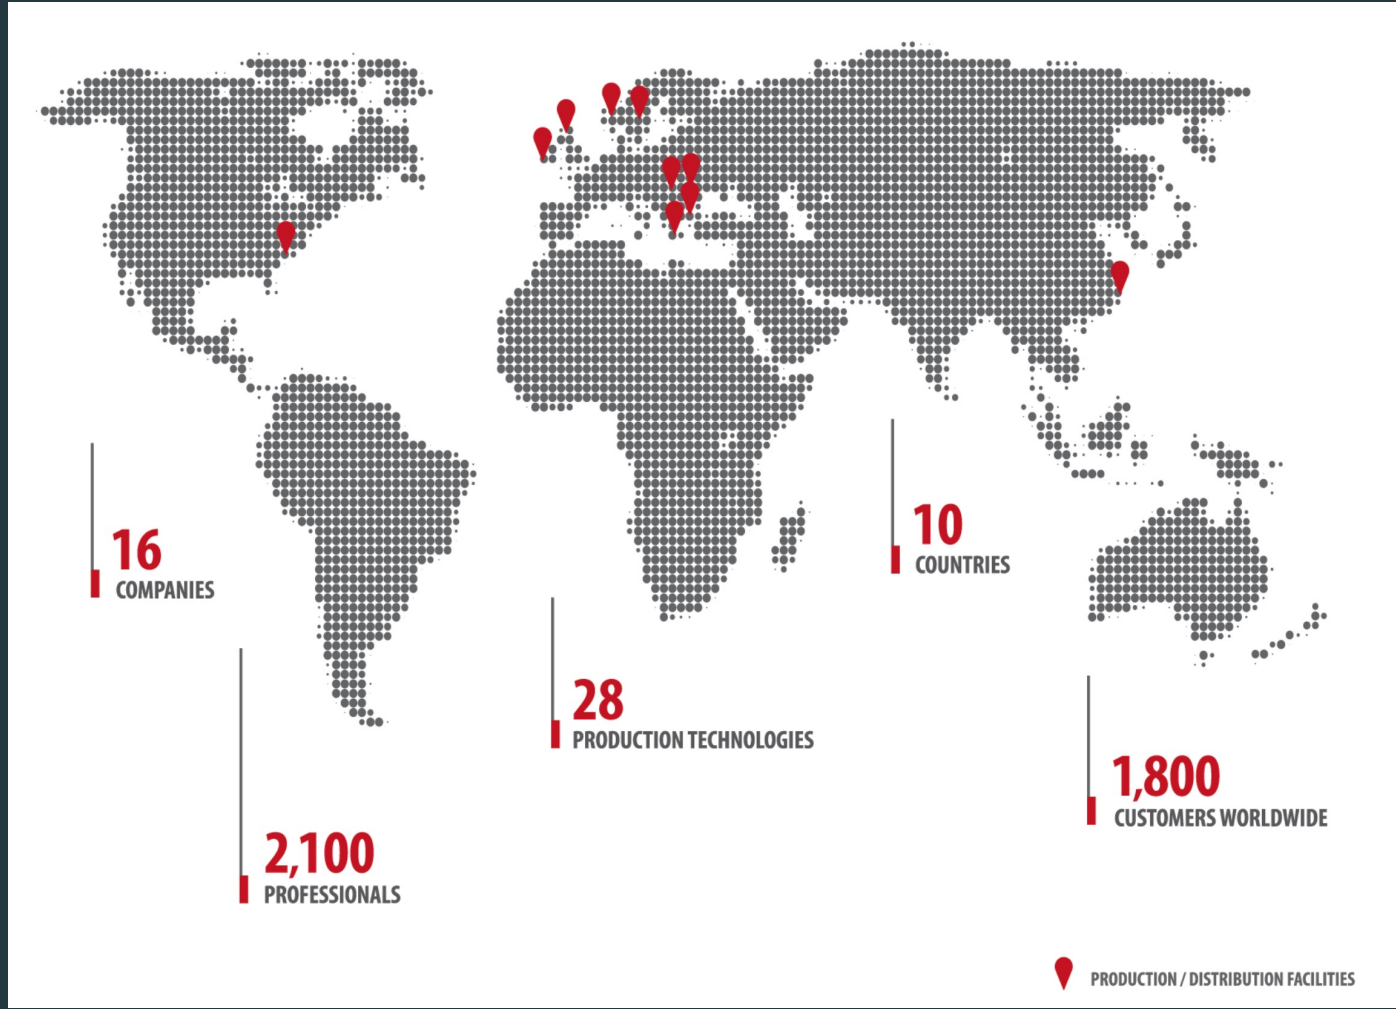 16
COMPANIES
10
COUNTRIES
28
PRODUCTION TECHNOLOGIES
1,800
CUSTOMERS WORLDWIDE
2,100
PROFESSIONALS
PRODUCTION / DISTRIBUTION FACILITIES